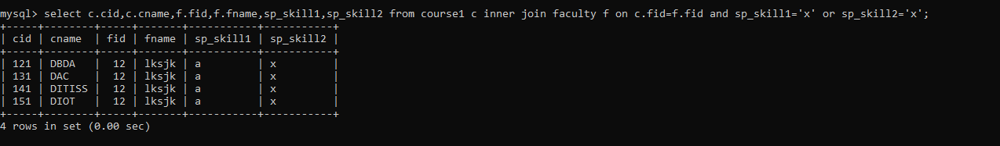 mysql> select c.cid,c.cname,f.fid,f.fname,sp_skill1,sp_skill2 from course1 c inner join faculty f on c.fid=f.fid and sp_skill1='x' or sp_skill2='x';
+-----+--------+-----+-------+-----------+-----------+
| cid | cname  | fid | fname | sp_skill1 | sp_skill2 |
+-----+--------+-----+-------+-----------+-----------+
| 121 | DBDA   |  12 | lksjk | a         | x         |
| 131 | DAC    |  12 | lksjk | a         | x         |
| 141 | DITISS |  12 | lksjk | a         | x         |
| 151 | DIOT   |  12 | lksjk | a         | x         |
+-----+--------+-----+-------+-----------+-----------+
4 rows in set (0.00 sec)